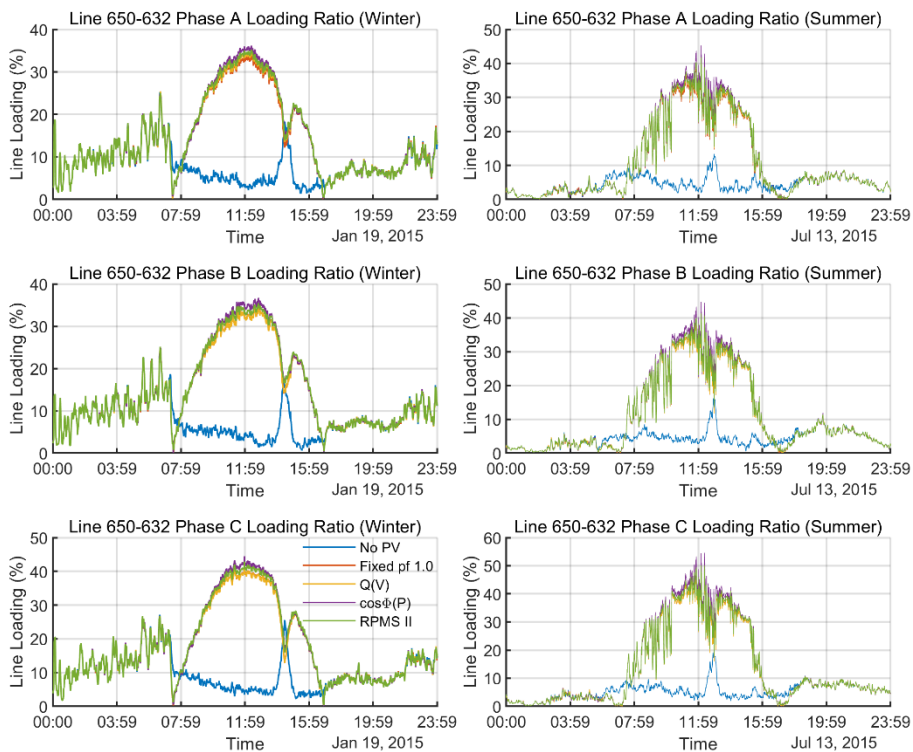 Line 650-632 Phase A Loading Ratio (Winter)
Line Loading (%)
40
30
20
10
0
00:00 03:59 07:59 11:59 15:59 19:59 23:59
Time
Jan 19, 2015
Line 650-632 Phase A Loading Ratio (Summer)
Line Loading (%)
50
40
30
20
10
0
00:00 03:59 07:59 11:59 15:59 19:59 23:59
Time
Jul 13, 2015
Line 650-632 Phase B Loading Ratio (Winter)
Line Loading (%)
40
30
20
10
0
00:00 03:59 07:59 11:59 15:59 19:59 23:59
Time
Jan 19, 2015
Line 650-632 Phase B Loading Ratio (Summer)
Line Loading (%)
50
40
30
20
10
0
00:00 03:59 07:59 11:59 15:59 19:59 23:59
Time
Jul 13, 2015
Line 650-632 Phase C Loading Ratio (Winter)
Line Loading (%)
50
40
30
20
10
0
No PV
Fixed pf 1.0
Q(V)
cosΦ(P)
RPMS II
00:00 03:59 07:59 11:59 15:59 19:59 23:59
Time
Jan 19, 2015
Line 650-632 Phase C Loading Ratio (Summer)
Line Loading (%)
60
50
40
30
20
10
0
00:00 03:59 07:59 11:59 15:59 19:59 23:59
Time
Jul 13, 2015